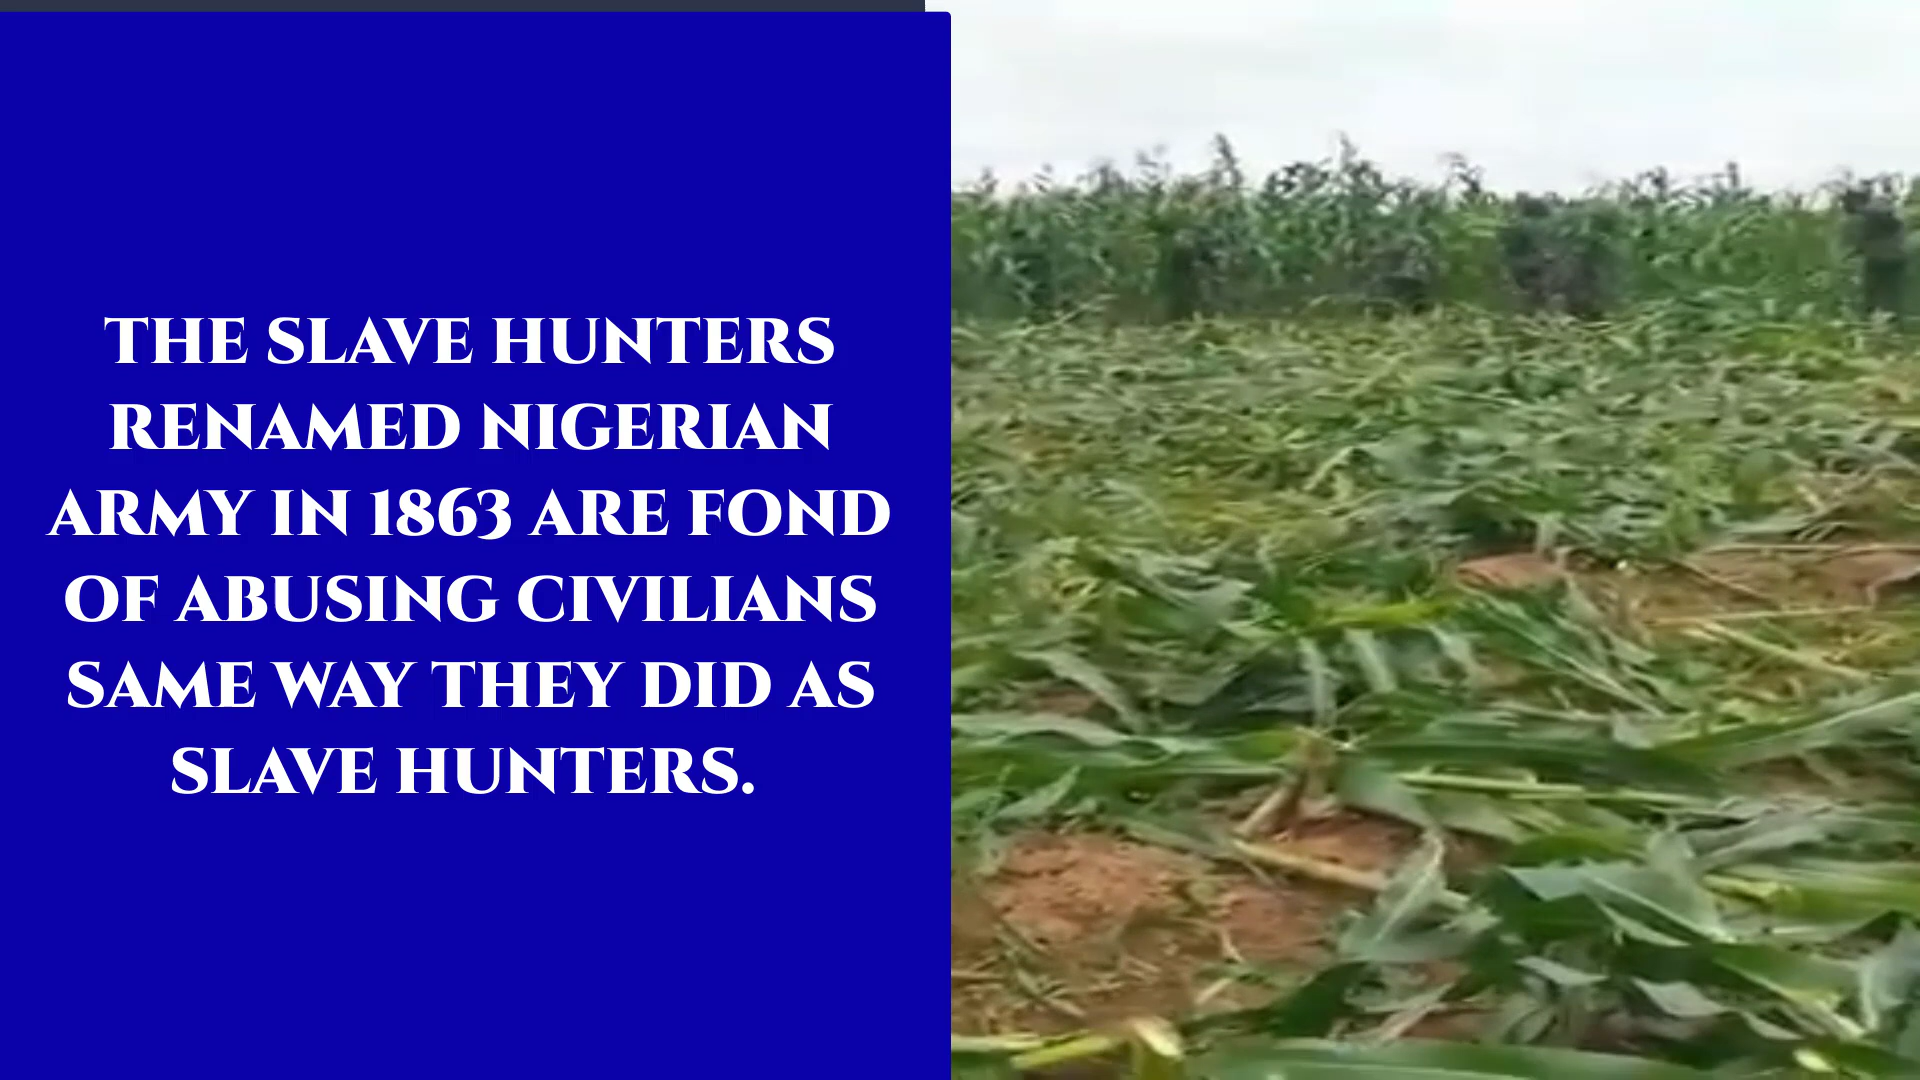 THE SLAVE HUNTERS
RENAMED NIGERIAN
ARMY IN 1863 ARE FOND
OF ABUSING CIVILIANS
SAME WAY THEY DID AS
SLAVE HUNTERS.